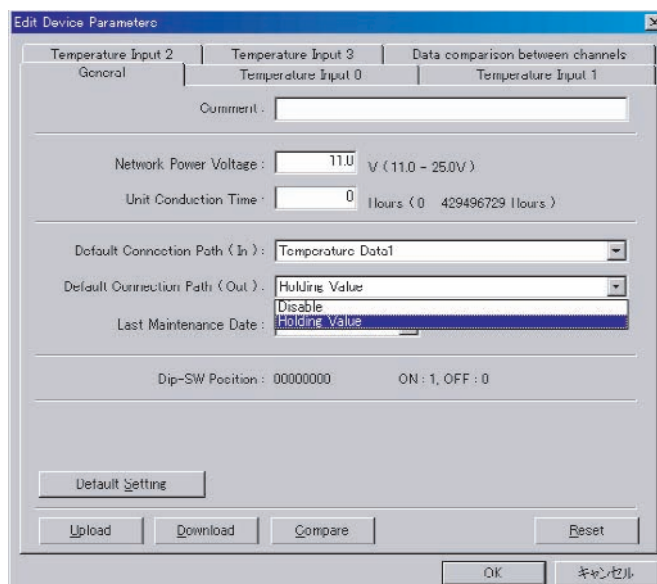 Edit Device Parameters
Temperature Input 2 Temperature Input 3 Data comparison between channels
General Temperature Input 0 Temperature Input 1
Comment :
Network Power Voltage : 11.0 V ( 11.0 - 25.0V )
Unit Conduction Time : 0 Hours ( 0 429496729 Hours )
Default Connection Path ( In ) : Temperature Data1
Default Connection Path ( Out ) : Holding Value
Disable
Holding Value
Last Maintenance Date :
Dip-SW Position : 00000000 ON : 1, OFF : 0
Default Setting
Upload Download Compare Reset
OK キャンセル